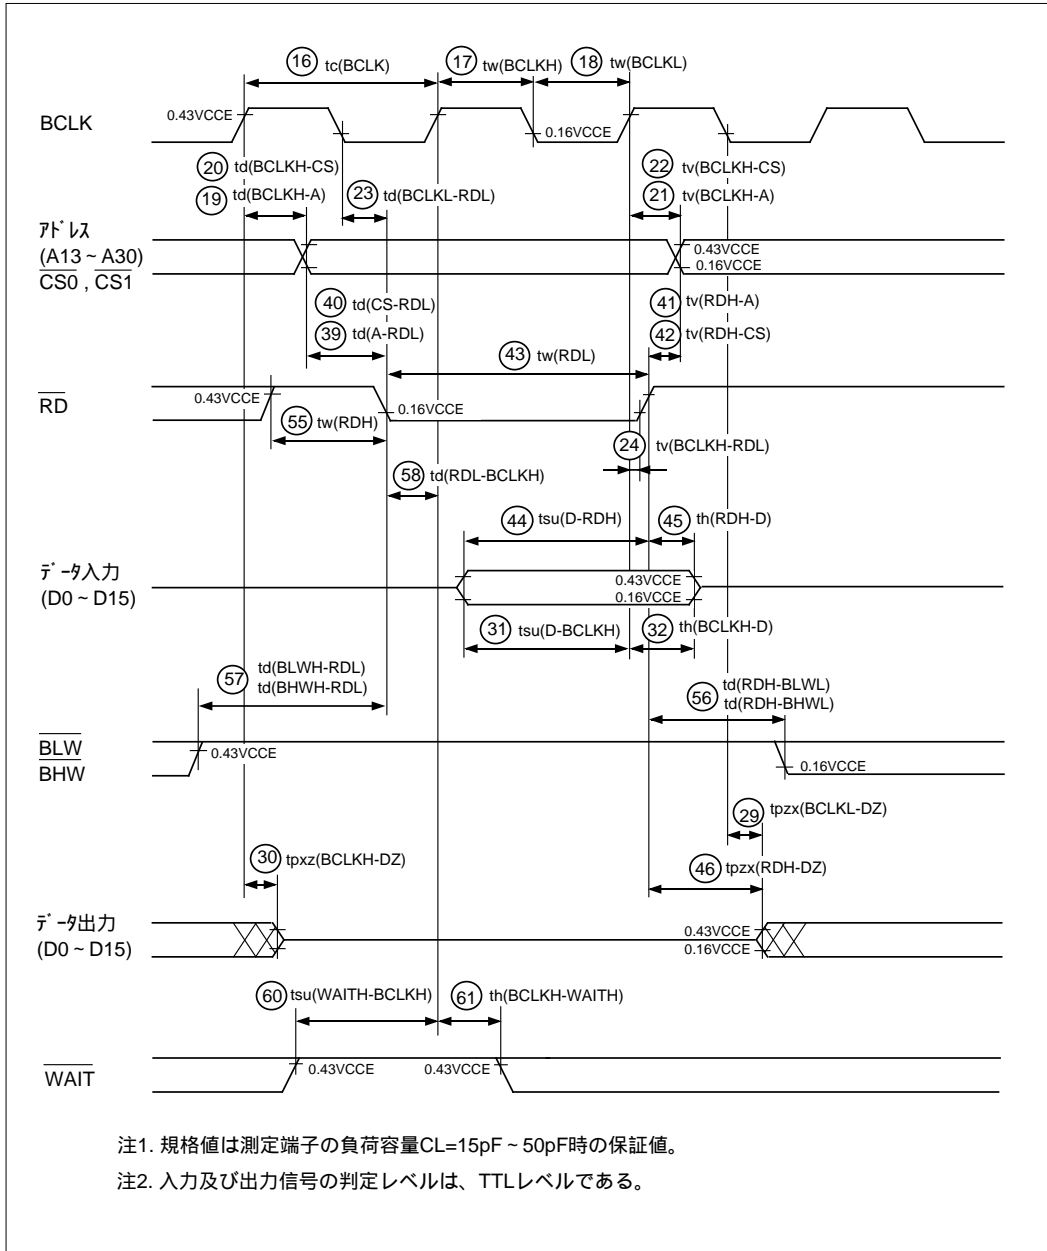 16 tc(BCLK) 17 tw(BCLKH) 18 tw(BCLKL)
BCLK
0.43VCCE
0.16VCCE
20 td(BCLKH-CS)
19 td(BCLKH-A)
23 td(BCLKL-RDL)
22 tv(BCLKH-CS)
21 tv(BCLKH-A)
アドレス
(A13 ~ A30)
CS0 , CS1
0.43VCCE
0.16VCCE
40 td(CS-RDL)
39 td(A-RDL)
41 tv(RDH-A)
42 tv(RDH-CS)
43 tw(RDL)
RD
0.43VCCE
0.16VCCE
55 tw(RDH)
24 tv(BCLKH-RDL)
58 td(RDL-BCLKH)
44 tsu(D-RDH)
45 th(RDH-D)
データ入力
(D0 ~ D15)
0.43VCCE
0.16VCCE
31 tsu(D-BCLKH)
32 th(BCLKH-D)
57 td(BLWH-RDL)
td(BHWH-RDL)
56 td(RDH-BLWL)
td(RDH-BHWL)
BLW
BHW
0.43VCCE
0.16VCCE
29 tpzx(BCLKL-DZ)
30 tpxz(BCLKH-DZ)
46 tpzx(RDH-DZ)
データ出力
(D0 ~ D15)
0.43VCCE
0.16VCCE
60 tsu(WAITH-BCLKH)
61 th(BCLKH-WAITH)
WAIT
0.43VCCE
0.43VCCE
注1. 規格値は測定端子の負荷容量CL=15pF ~ 50pF時の保証値。
注2. 入力及び出力信号の判定レベルは、TTLレベルである。